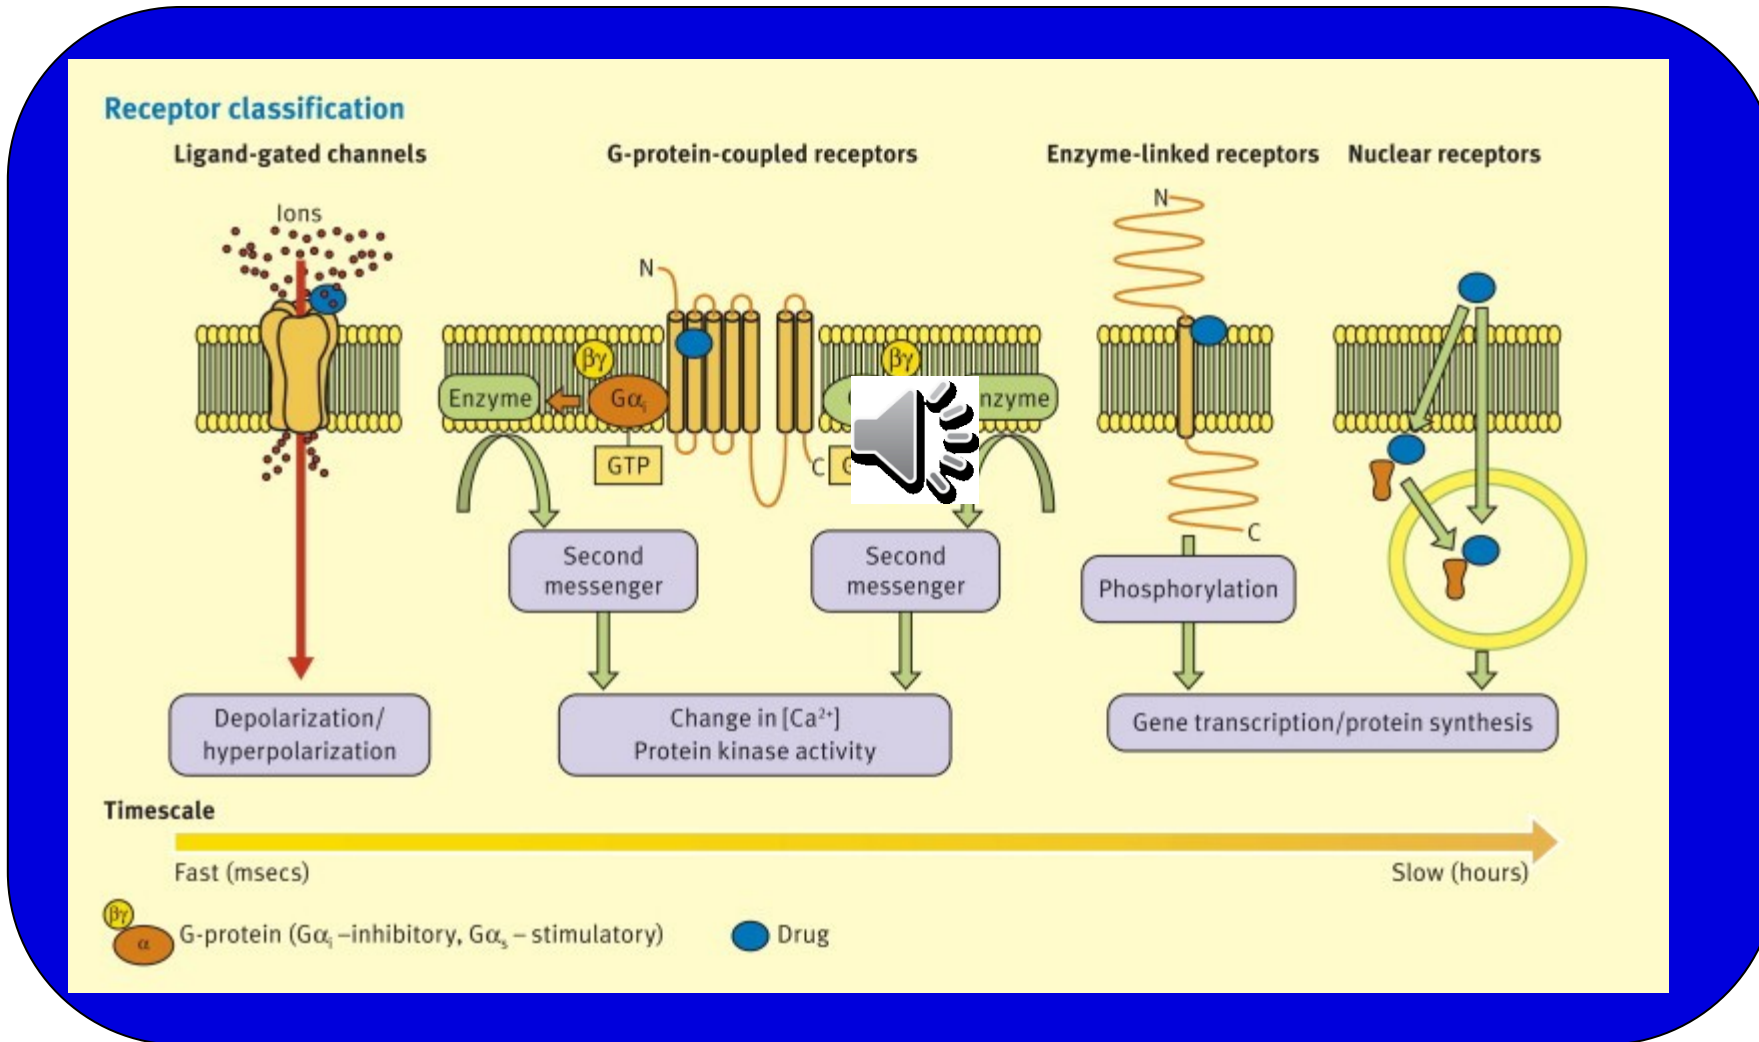 Receptor classification
Ligand-gated channels
G-protein-coupled receptors
Enzyme-linked receptors
Nuclear receptors
Ions
N
N
βγ
βγ
Enzyme
Gαᵢ
nzyme
GTP
C
G
C
Second
messenger
Second
messenger
Phosphorylation
Depolarization/
hyperpolarization
Change in [Ca²⁺]
Protein kinase activity
Gene transcription/protein synthesis
Timescale
Fast (msecs)
Slow (hours)
βγ
α
G-protein (Gαᵢ –inhibitory, Gαₛ – stimulatory)
Drug